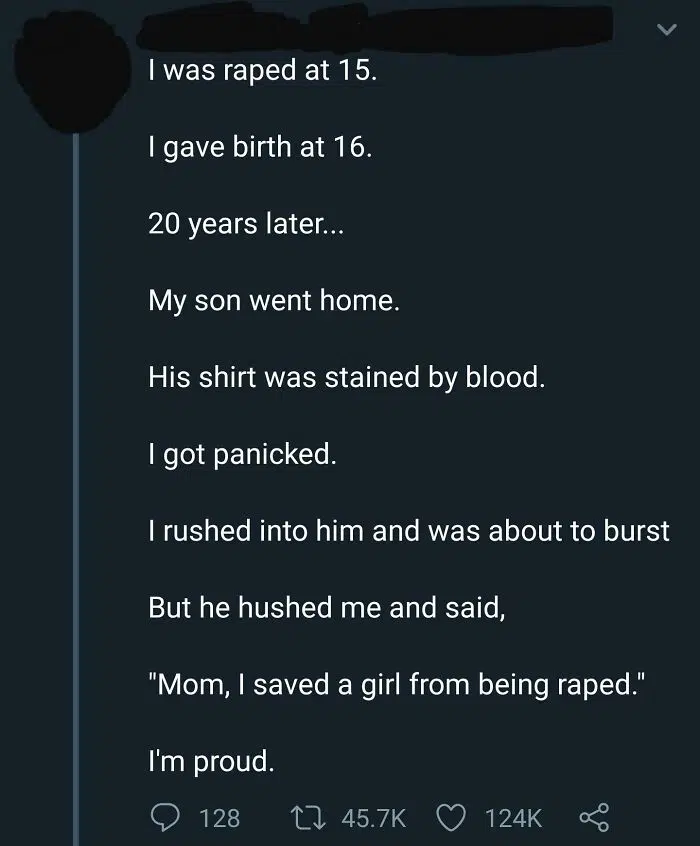 I was raped at 15.
I gave birth at 16.
20 years later...
My son went home.
His shirt was stained by blood.
I got panicked.
I rushed into him and was about to burst
But he hushed me and said,
"Mom, I saved a girl from being raped."
I'm proud.
128 45.7K 124K